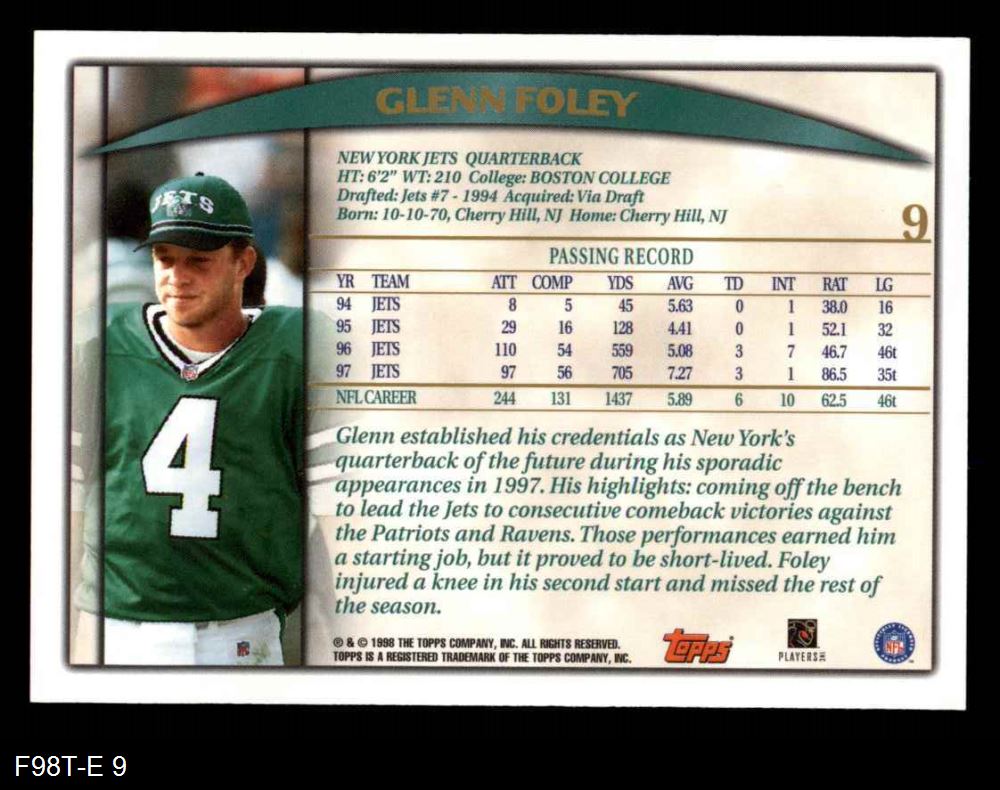 GLENN FOLEY
NEW YORK JETS QUARTERBACK
HT: 6'2" WT: 210 College: BOSTON COLLEGE
Drafted: Jets #7 - 1994 Acquired: Via Draft
Born: 10-10-70, Cherry Hill, NJ Home: Cherry Hill, NJ
9
PASSING RECORD
YR TEAM ATT COMP YDS AVG TD INT RAT LG
94 JETS 8 5 45 5.63 0 1 38.0 16
95 JETS 29 16 128 4.41 0 1 52.1 32
96 JETS 110 54 559 5.08 3 7 46.7 46t
97 JETS 97 56 705 7.27 3 1 86.5 35t
NFL CAREER 244 131 1437 5.89 6 10 62.5 46t
JETS
4
Glenn established his credentials as New York's
quarterback of the future during his sporadic
appearances in 1997. His highlights: coming off the bench
to lead the Jets to consecutive comeback victories against
the Patriots and Ravens. Those performances earned him
a starting job, but it proved to be short-lived. Foley
injured a knee in his second start and missed the rest of
the season.
® & © 1998 THE TOPPS COMPANY, INC. ALL RIGHTS RESERVED.
TOPPS IS A REGISTERED TRADEMARK OF THE TOPPS COMPANY, INC.
Topps
PLAYERS INC
NFL
F98T-E 9